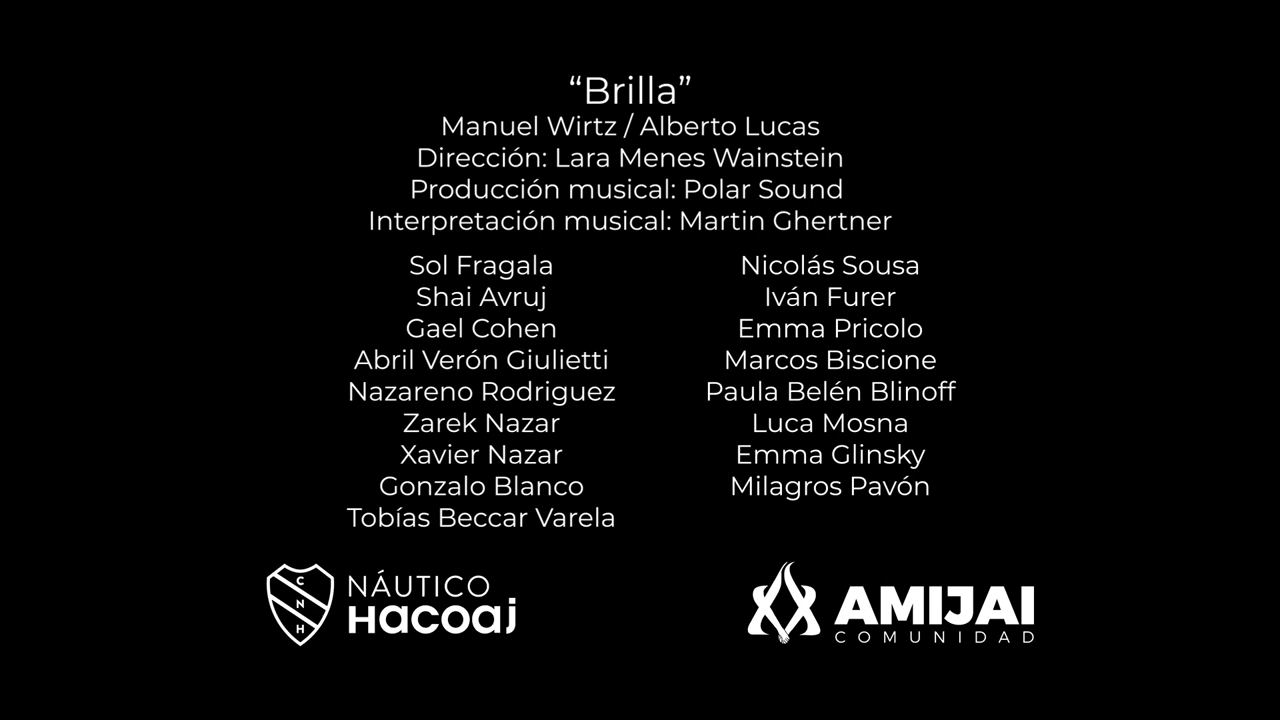 “Brilla”
Manuel Wirtz / Alberto Lucas
Dirección: Lara Menes Wainstein
Producción musical: Polar Sound
Interpretación musical: Martin Ghertner
Sol Fragala
Shai Avruj
Gael Cohen
Abril Verón Giulietti
Nazareno Rodriguez
Zarek Nazar
Xavier Nazar
Gonzalo Blanco
Tobías Beccar Varela
Nicolás Sousa
Iván Furer
Emma Pricolo
Marcos Biscione
Paula Belén Blinoff
Luca Mosna
Emma Glinsky
Milagros Pavón
C
N
H
NÁUTICO
Hacoaj
AMIJAI
COMUNIDAD